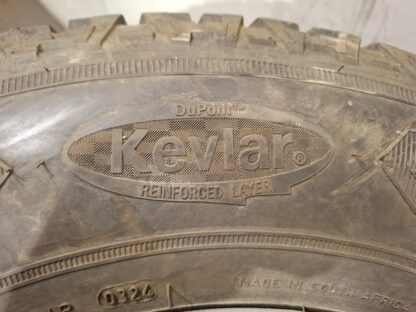 DuPont™
Kevlar®
REINFORCED LAYER
0324
MADE IN SOUTH AFRICA